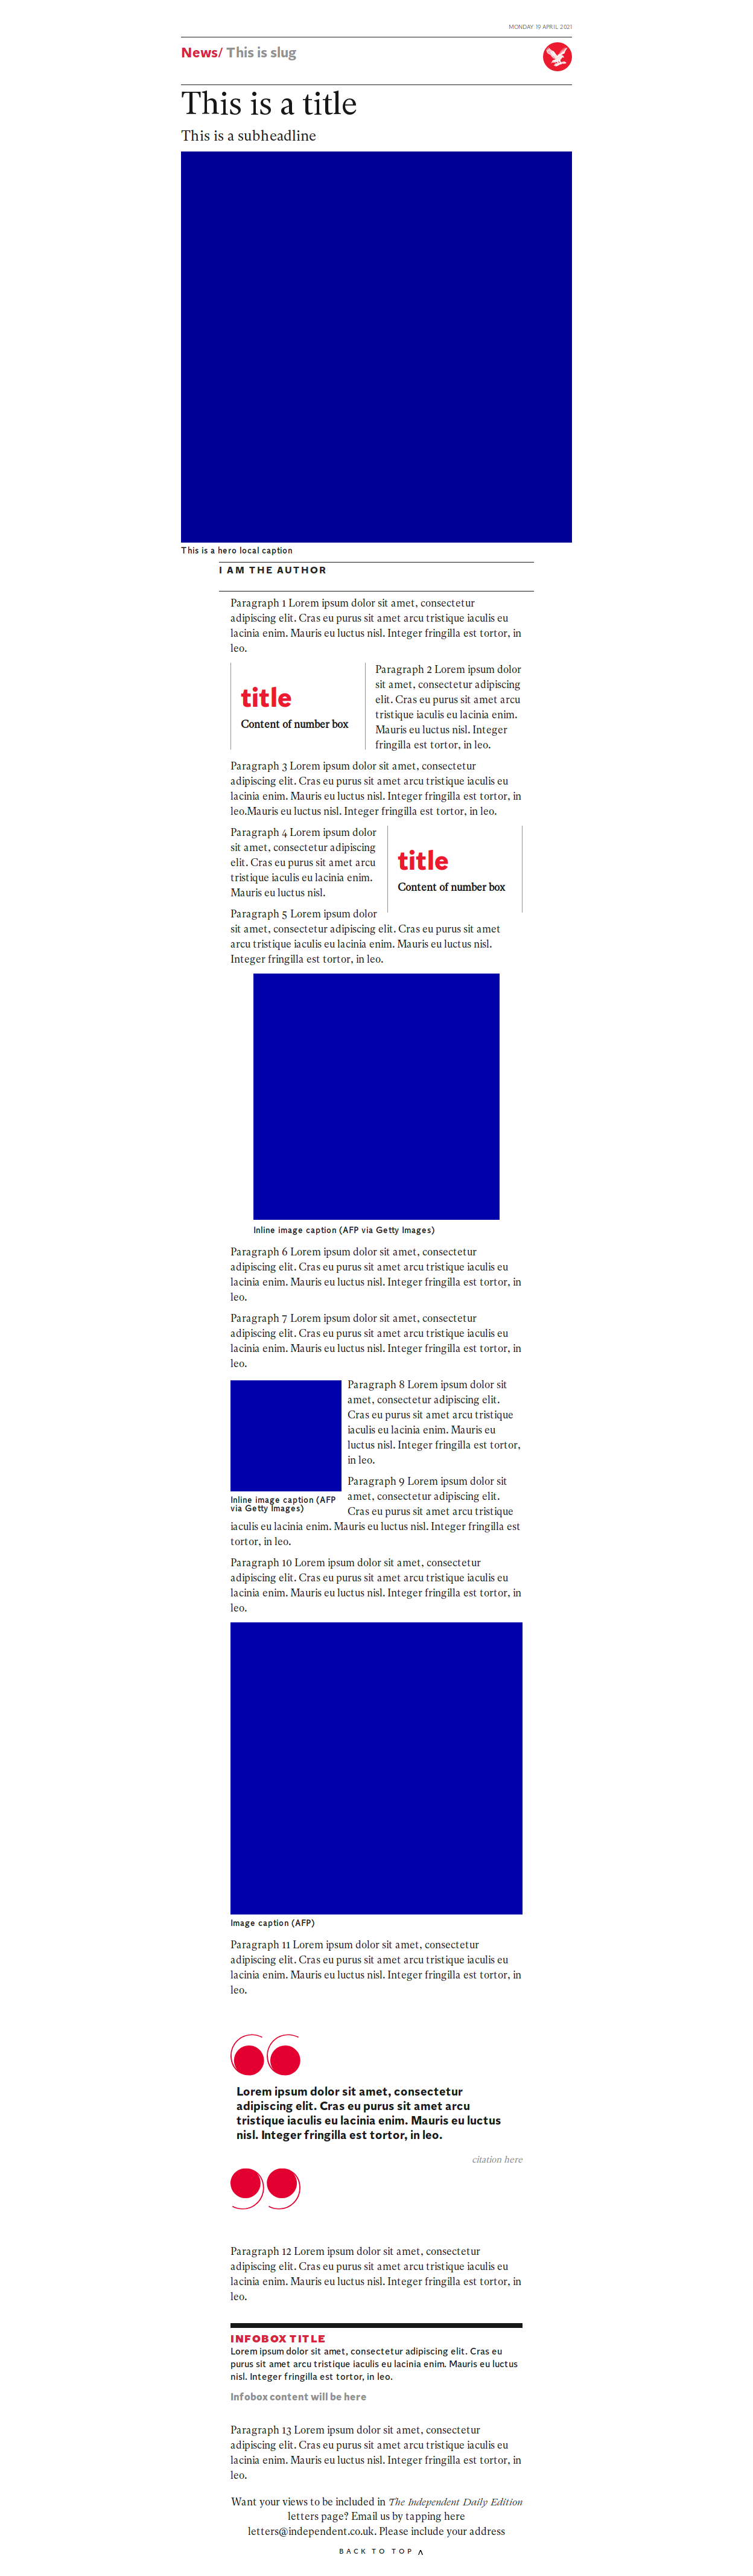 MONDAY 19 APRIL 2021
News/ This is slug
This is a title
This is a subheadline
This is a hero local caption
I AM THE AUTHOR
Paragraph 1 Lorem ipsum dolor sit amet, consectetur
adipiscing elit. Cras eu purus sit amet arcu tristique iaculis eu
lacinia enim. Mauris eu luctus nisl. Integer fringilla est tortor, in
leo.
title
Content of number box
Paragraph 2 Lorem ipsum dolor
sit amet, consectetur adipiscing
elit. Cras eu purus sit amet arcu
tristique iaculis eu lacinia enim.
Mauris eu luctus nisl. Integer
fringilla est tortor, in leo.
Paragraph 3 Lorem ipsum dolor sit amet, consectetur
adipiscing elit. Cras eu purus sit amet arcu tristique iaculis eu
lacinia enim. Mauris eu luctus nisl. Integer fringilla est tortor, in
leo.Mauris eu luctus nisl. Integer fringilla est tortor, in leo.
Paragraph 4 Lorem ipsum dolor
sit amet, consectetur adipiscing
elit. Cras eu purus sit amet arcu
tristique iaculis eu lacinia enim.
Mauris eu luctus nisl.
title
Content of number box
Paragraph 5 Lorem ipsum dolor
sit amet, consectetur adipiscing elit. Cras eu purus sit amet
arcu tristique iaculis eu lacinia enim. Mauris eu luctus nisl.
Integer fringilla est tortor, in leo.
Inline image caption (AFP via Getty Images)
Paragraph 6 Lorem ipsum dolor sit amet, consectetur
adipiscing elit. Cras eu purus sit amet arcu tristique iaculis eu
lacinia enim. Mauris eu luctus nisl. Integer fringilla est tortor, in
leo.
Paragraph 7 Lorem ipsum dolor sit amet, consectetur
adipiscing elit. Cras eu purus sit amet arcu tristique iaculis eu
lacinia enim. Mauris eu luctus nisl. Integer fringilla est tortor, in
leo.
Inline image caption (AFP
via Getty Images)
Paragraph 8 Lorem ipsum dolor sit
amet, consectetur adipiscing elit.
Cras eu purus sit amet arcu tristique
iaculis eu lacinia enim. Mauris eu
luctus nisl. Integer fringilla est tortor,
in leo.
Paragraph 9 Lorem ipsum dolor sit
amet, consectetur adipiscing elit.
Cras eu purus sit amet arcu tristique
iaculis eu lacinia enim. Mauris eu luctus nisl. Integer fringilla est
tortor, in leo.
Paragraph 10 Lorem ipsum dolor sit amet, consectetur
adipiscing elit. Cras eu purus sit amet arcu tristique iaculis eu
lacinia enim. Mauris eu luctus nisl. Integer fringilla est tortor, in
leo.
Image caption (AFP)
Paragraph 11 Lorem ipsum dolor sit amet, consectetur
adipiscing elit. Cras eu purus sit amet arcu tristique iaculis eu
lacinia enim. Mauris eu luctus nisl. Integer fringilla est tortor, in
leo.
Lorem ipsum dolor sit amet, consectetur
adipiscing elit. Cras eu purus sit amet arcu
tristique iaculis eu lacinia enim. Mauris eu luctus
nisl. Integer fringilla est tortor, in leo.
citation here
Paragraph 12 Lorem ipsum dolor sit amet, consectetur
adipiscing elit. Cras eu purus sit amet arcu tristique iaculis eu
lacinia enim. Mauris eu luctus nisl. Integer fringilla est tortor, in
leo.
INFOBOX TITLE
Lorem ipsum dolor sit amet, consectetur adipiscing elit. Cras eu
purus sit amet arcu tristique iaculis eu lacinia enim. Mauris eu luctus
nisl. Integer fringilla est tortor, in leo.
Infobox content will be here
Paragraph 13 Lorem ipsum dolor sit amet, consectetur
adipiscing elit. Cras eu purus sit amet arcu tristique iaculis eu
lacinia enim. Mauris eu luctus nisl. Integer fringilla est tortor, in
leo.
Want your views to be included in The Independent Daily Edition
letters page? Email us by tapping here
letters@independent.co.uk. Please include your address
BACK TO TOP